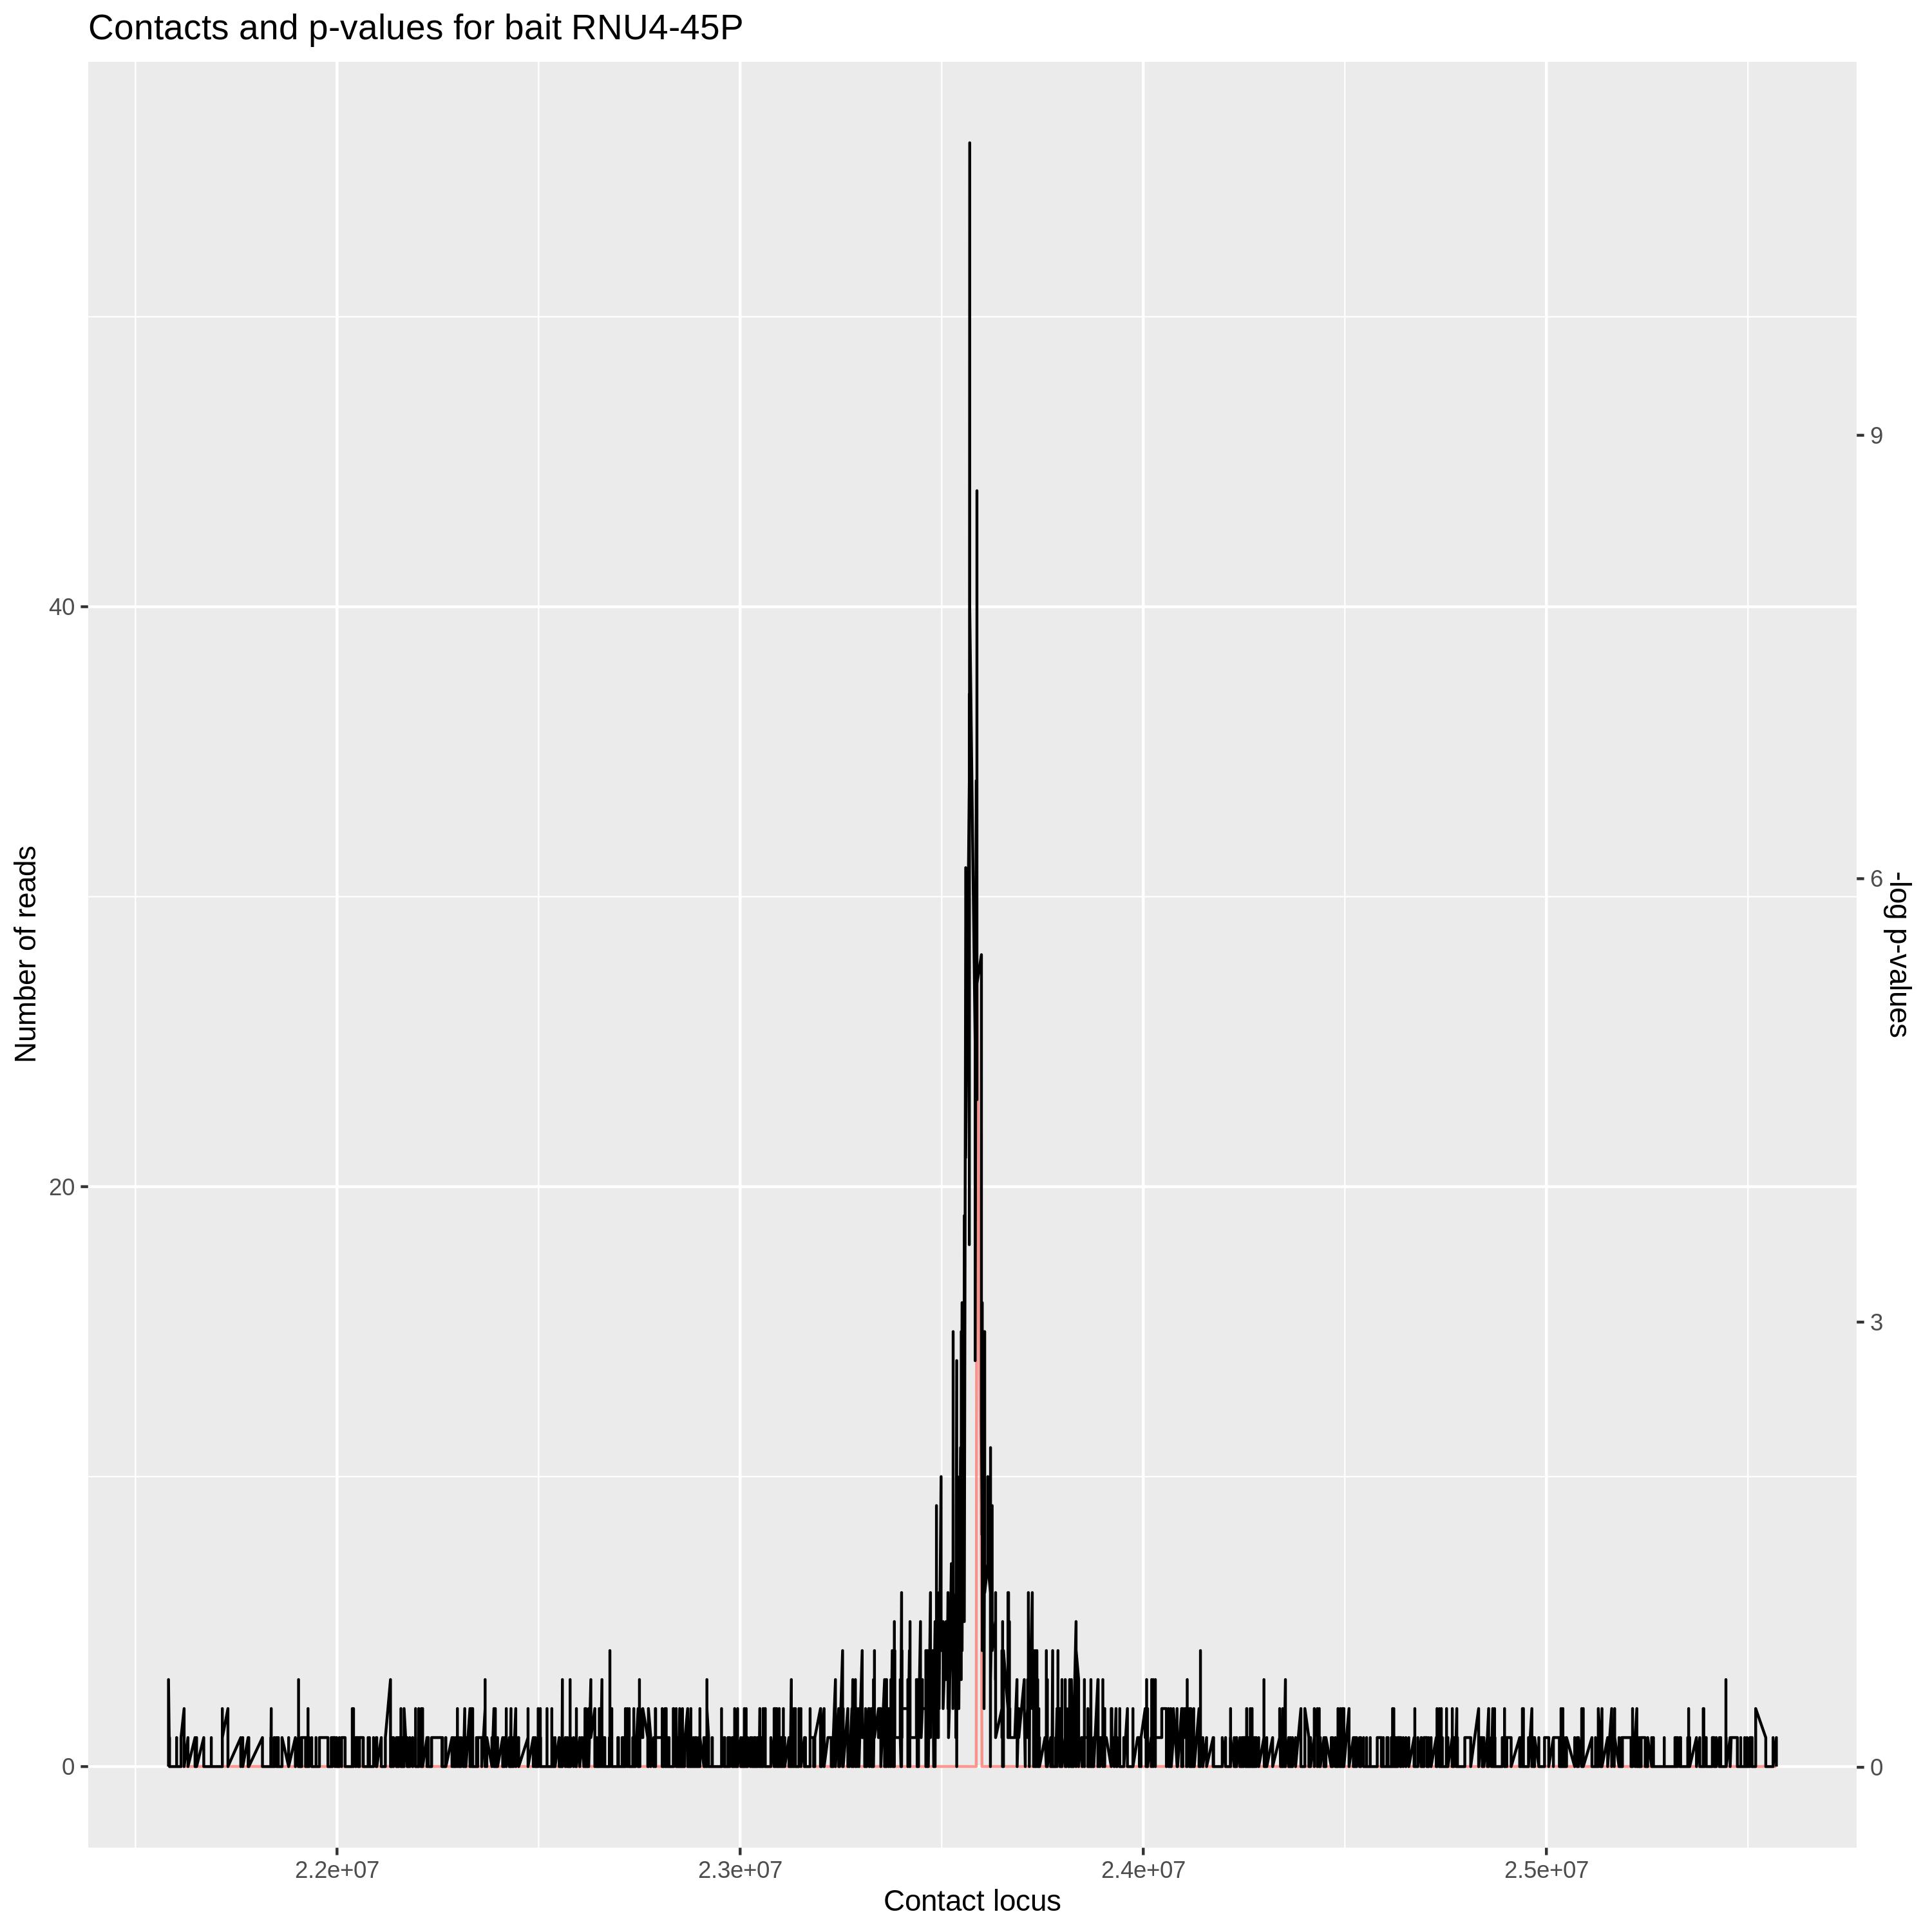 Contacts and p-values for bait RNU4-45P
Number of reads
40
20
0
9
6
3
0
-log p-values
2.2e+07
2.3e+07
2.4e+07
2.5e+07
Contact locus